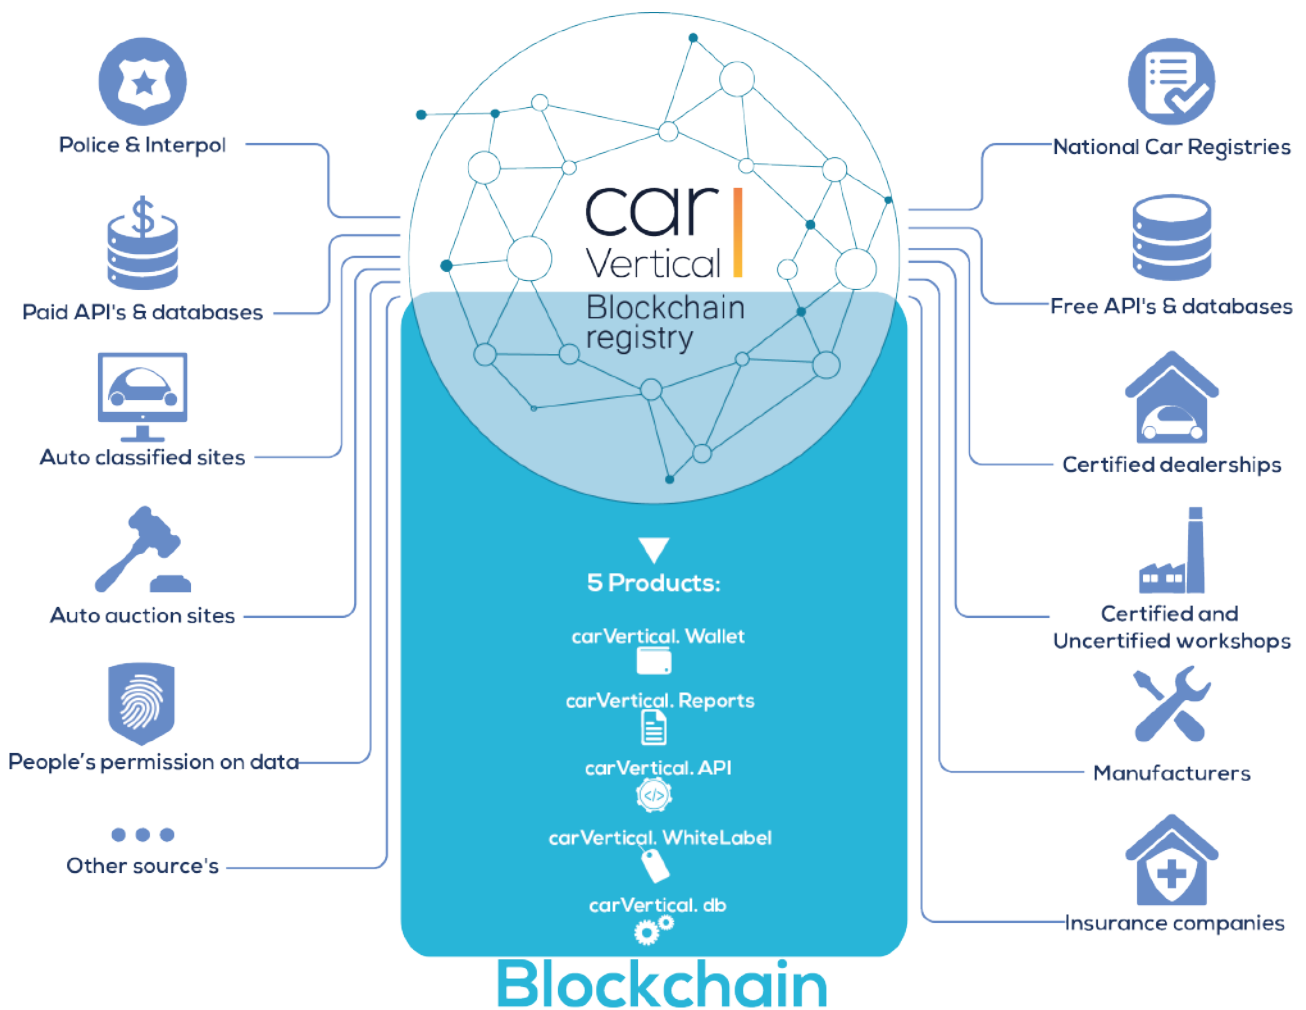 Police & Interpol
Paid API's & databases
$
Auto classified sites
Auto auction sites
People's permission on data
Other source's
car
Vertical
Blockchain
registry
5 Products:
carVertical. Wallet
carVertical. Reports
carVertical. API
</>
carVertical. WhiteLabel
carVertical. db
Blockchain
National Car Registries
Free API's & databases
Certified dealerships
Certified and
Uncertified workshops
Manufacturers
Insurance companies